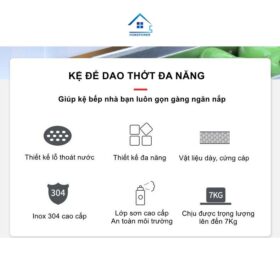 HOMEPOWER
KỆ ĐỂ DAO THỚT ĐA NĂNG
Giúp kệ bếp nhà bạn luôn gọn gàng ngăn nắp
Thiết kế lỗ thoát nước
Thiết kế đa năng
Vật liệu dày, cứng cáp
304
7KG
Inox 304 cao cấp
Lớp sơn cao cấp
An toàn môi trường
Chịu được trọng lượng
lên đến 7Kg